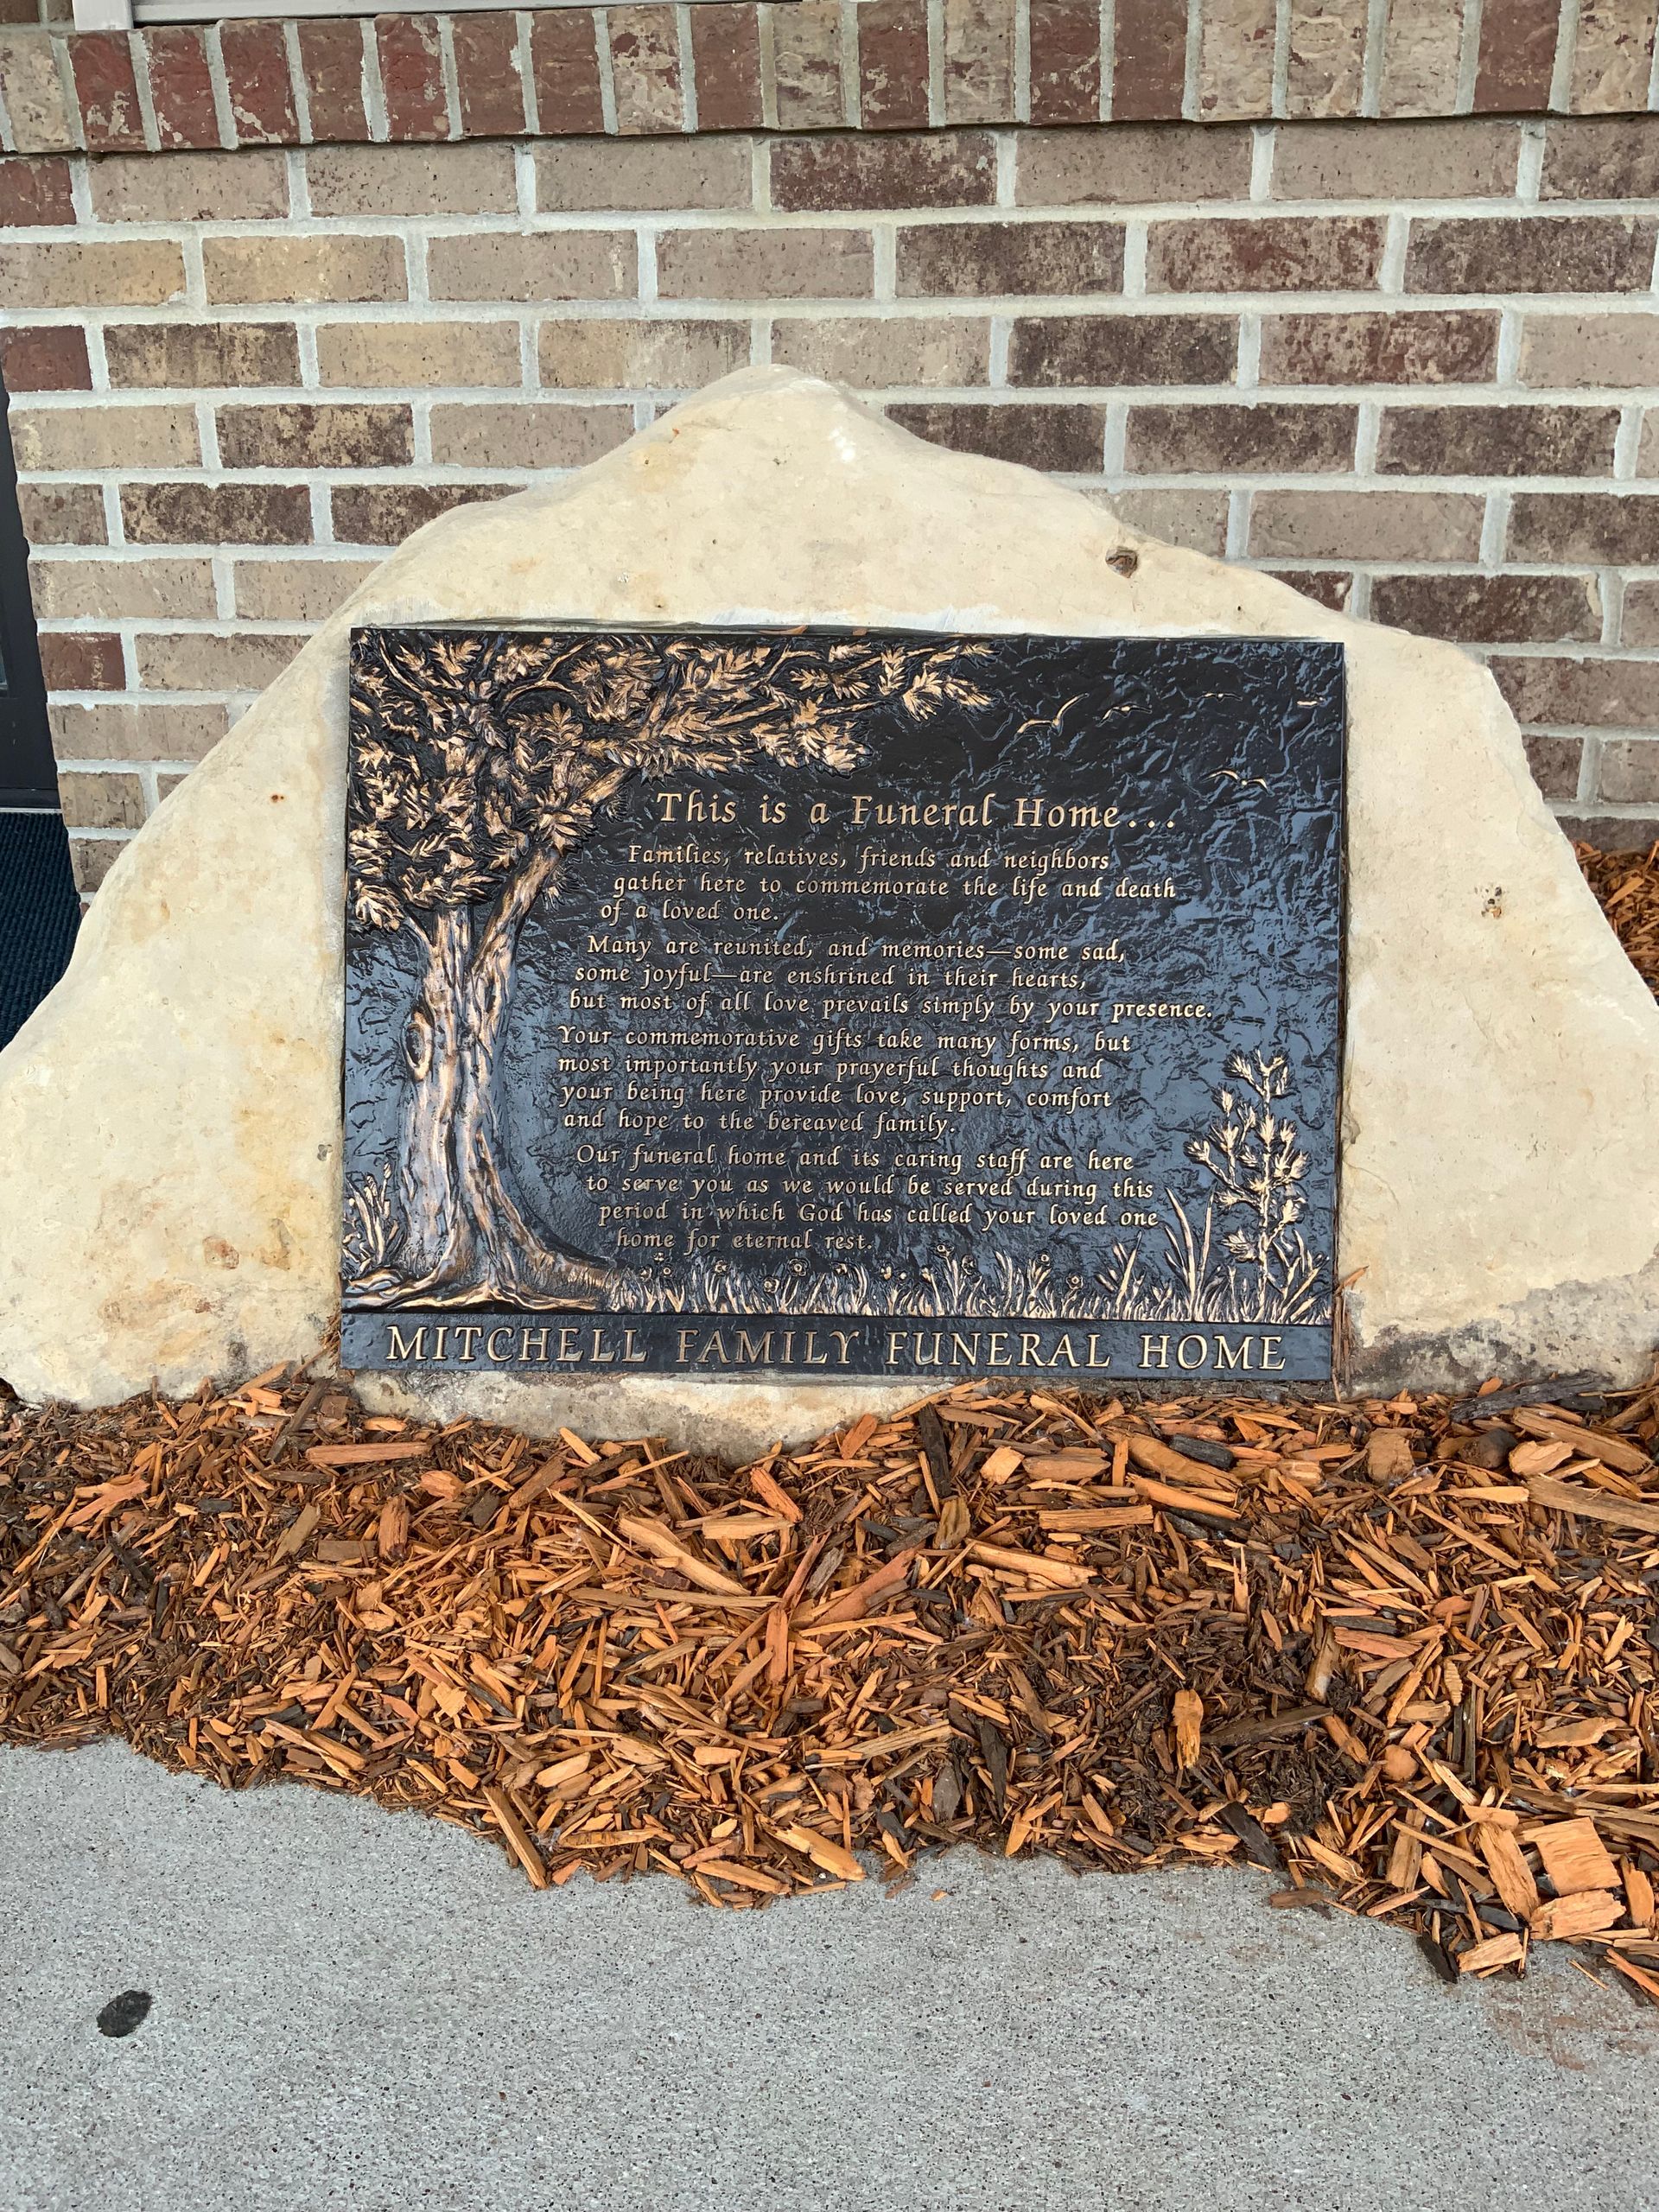 This is a Funeral Home...
Families, relatives, friends and neighbors
gather here to commemorate the life and death
of a loved one.
Many are reunited, and memories—some sad,
some joyful—are enshrined in their hearts,
but most of all love prevails simply by your presence.
Your commemorative gifts take many forms, but
most importantly your prayerful thoughts and
your being here provide love, support, comfort
and hope to the bereaved family.
Our funeral home and its caring staff are here
to serve you as we would be served during this
period in which God has called your loved one
home for eternal rest.
MITCHELL FAMILY FUNERAL HOME